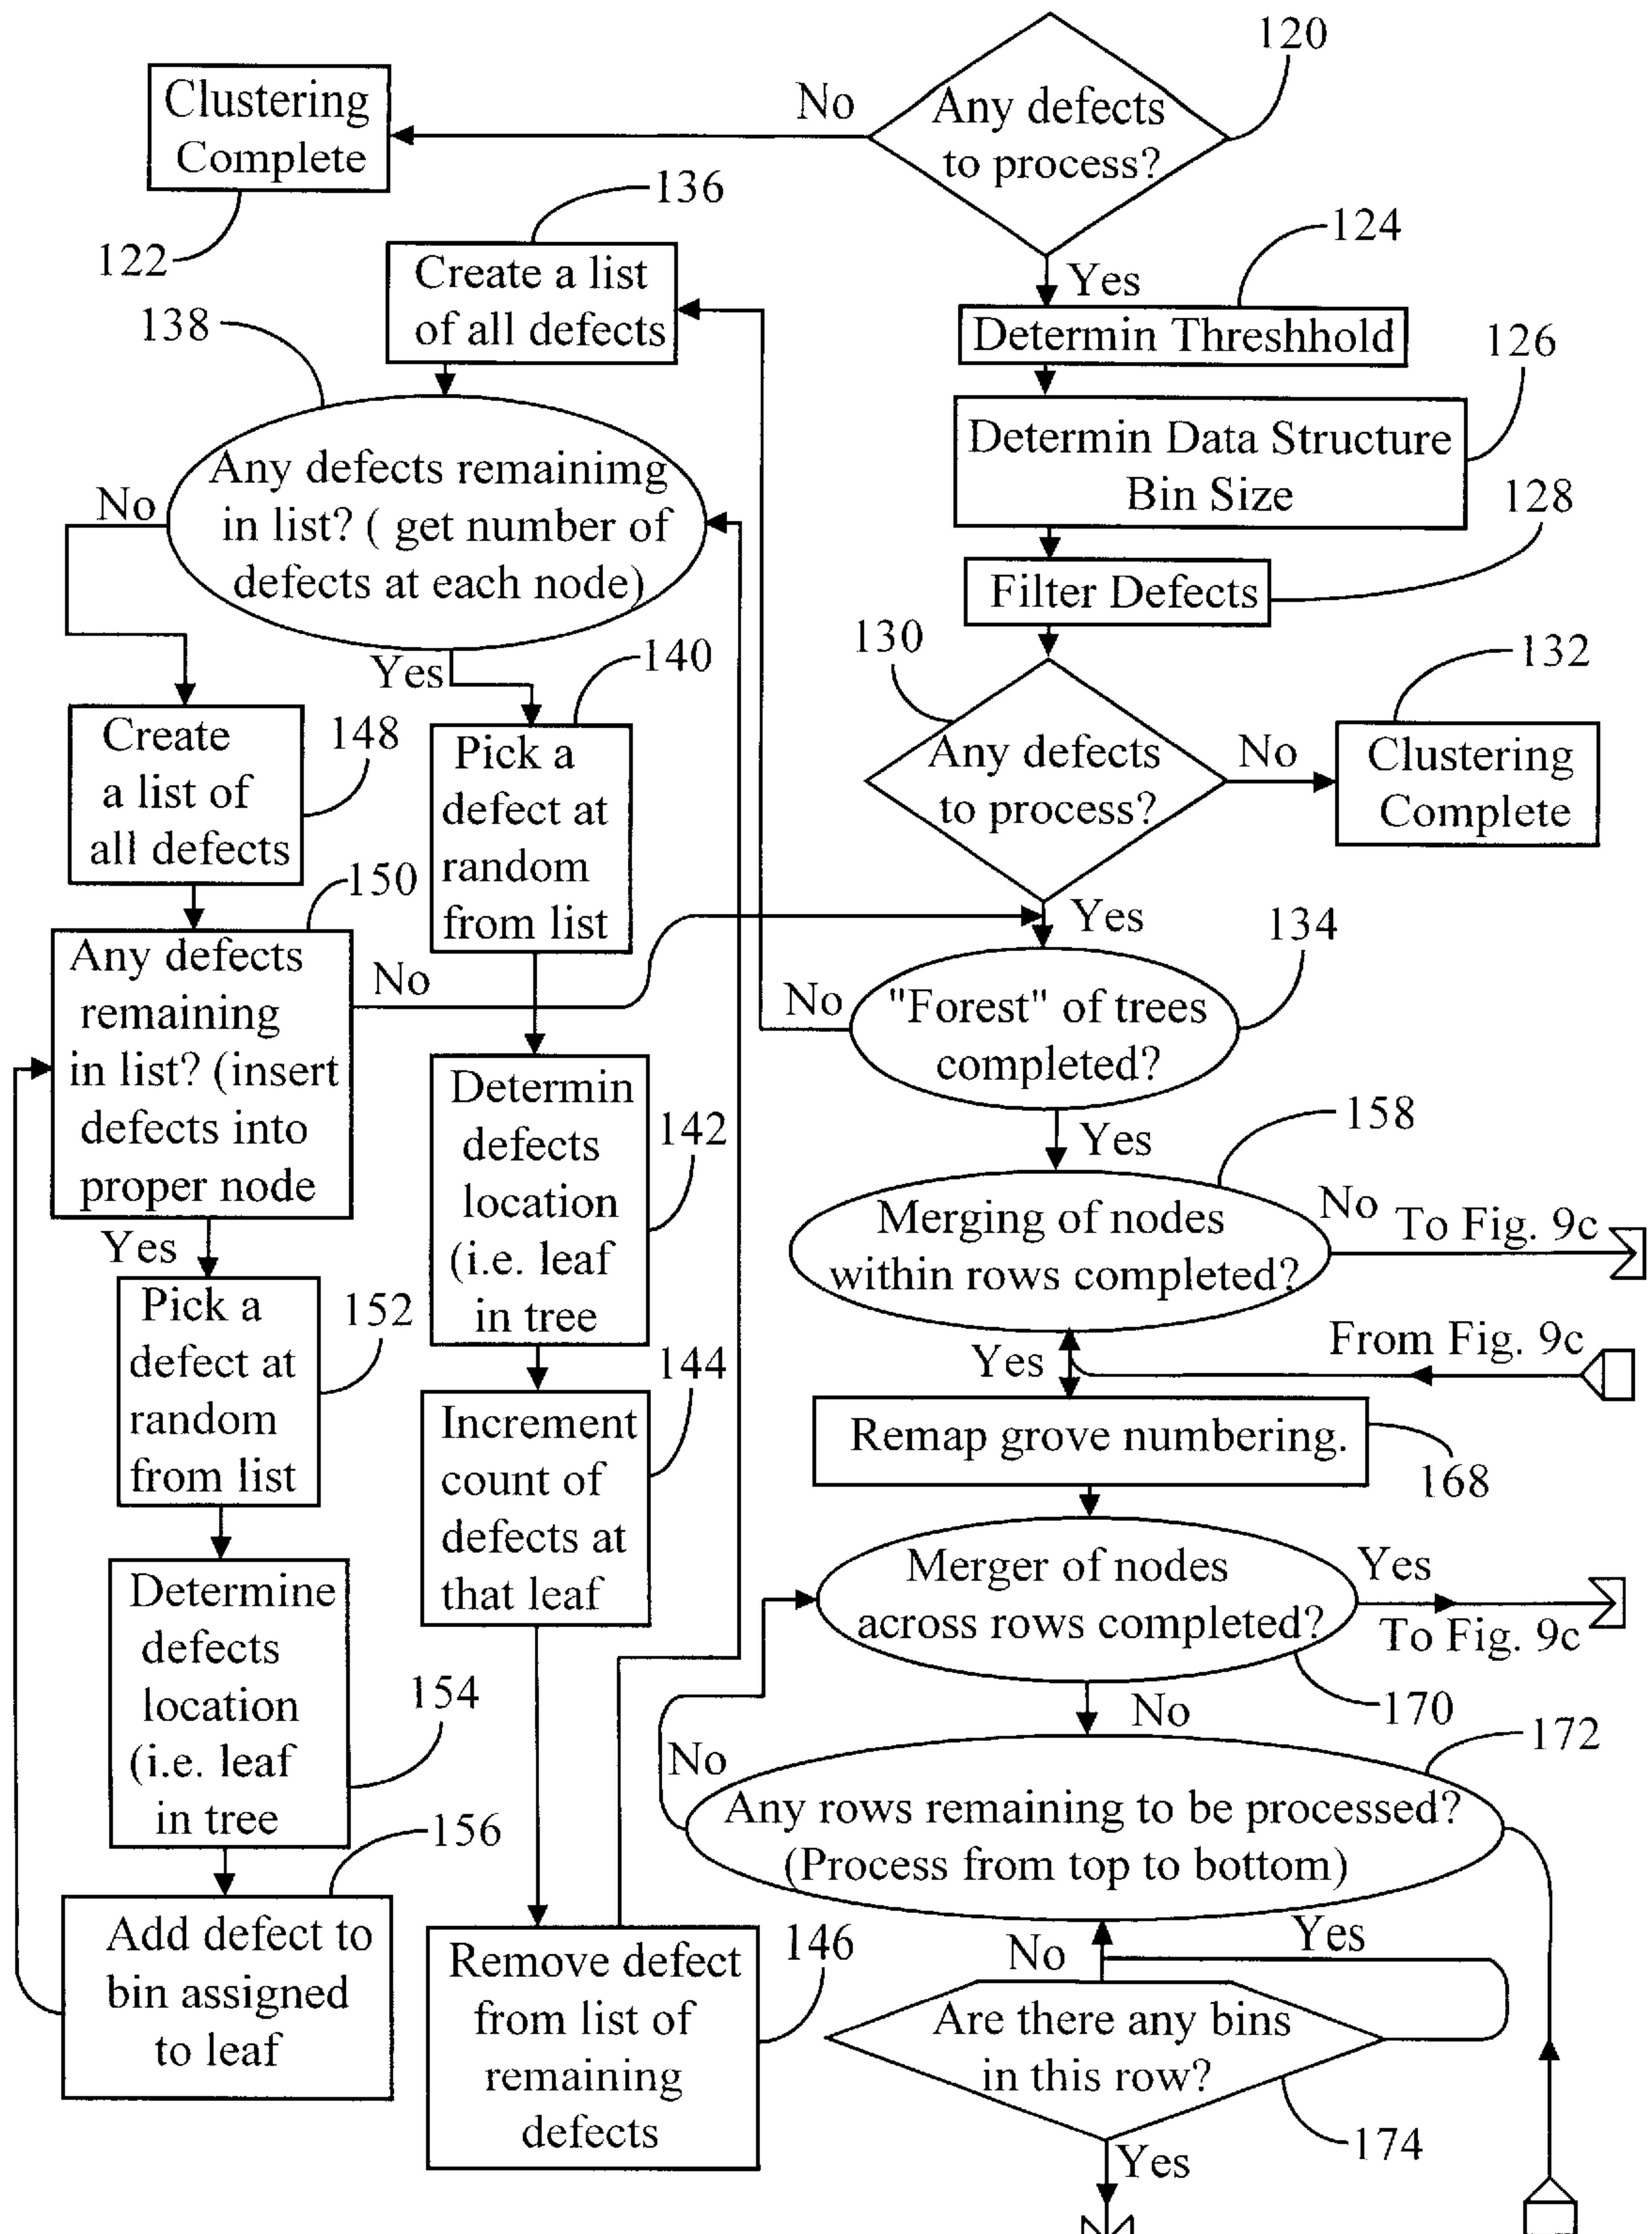 120
Any defects
to process?
No
Clustering
Complete
122
Yes
124
Determin Threshhold
126
Determin Data Structure
Bin Size
128
Filter Defects
130
Any defects
to process?
No
132
Clustering
Complete
Yes
134
"Forest" of trees
completed?
No
136
Create a list
of all defects
138
Any defects remainimg
in list? ( get number of
defects at each node)
No
Yes
140
Pick a
defect at
random
from list
142
Determin
defects
location
(i.e. leaf
in tree
144
Increment
count of
defects at
that leaf
146
Remove defect
from list of
remaining
defects
148
Create
a list of
all defects
150
Any defects
remaining
in list? (insert
defects into
proper node
No
Yes
152
Pick a
defect at
random
from list
154
Determine
defects
location
(i.e. leaf
in tree
156
Add defect to
bin assigned
to leaf
Yes
158
Merging of nodes
within rows completed?
No
To Fig. 9c
From Fig. 9c
Yes
Remap grove numbering.
168
Merger of nodes
across rows completed?
Yes
To Fig. 9c
170
No
172
No
Any rows remaining to be processed?
(Process from top to bottom)
No
Yes
Are there any bins
in this row?
174
Yes